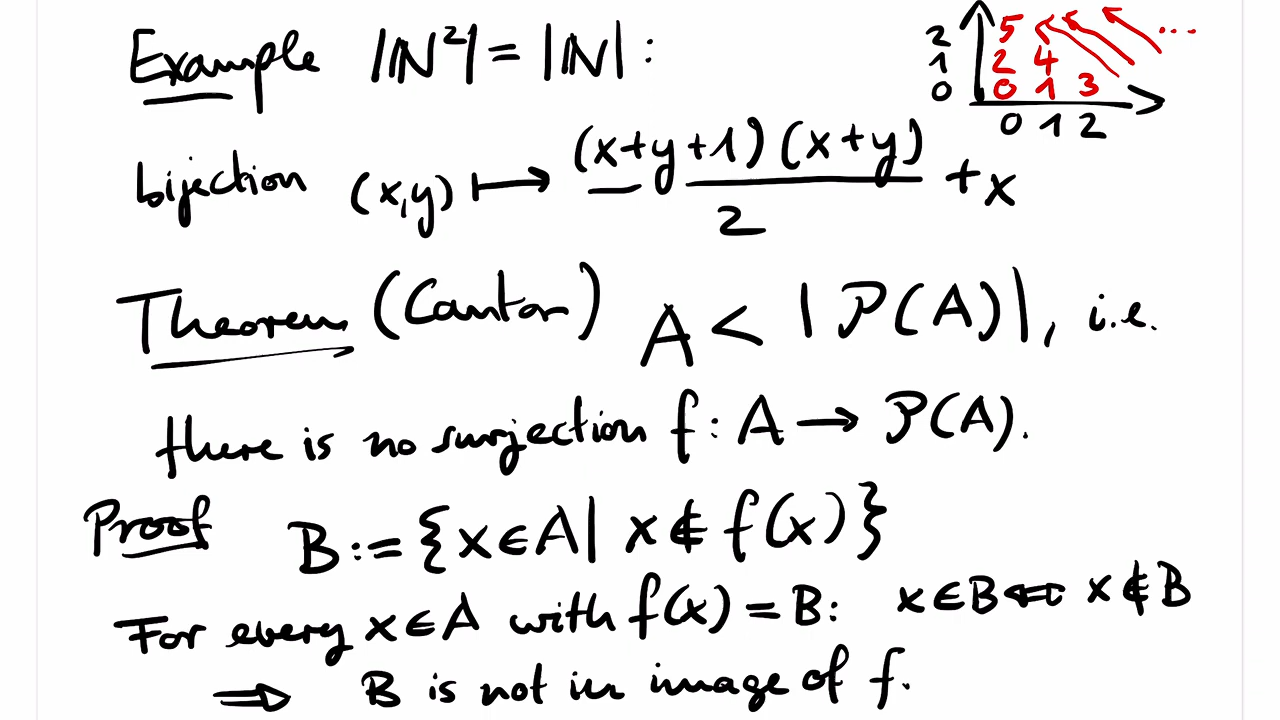 Example |ℕ²| = |ℕ| :
2 5
1 2 4 ...
0 0 1 3
0 1 2
bijection (x,y) ↦ (x+y+1)(x+y)/2 + x
Theorem (Cantor) A < |𝒫(A)|, i.e.
there is no surjection f: A → 𝒫(A).
Proof B := {x∈A | x∉f(x)}
For every x∈A with f(x) = B: x∈B ⇔ x∉B
⇒ B is not in image of f.